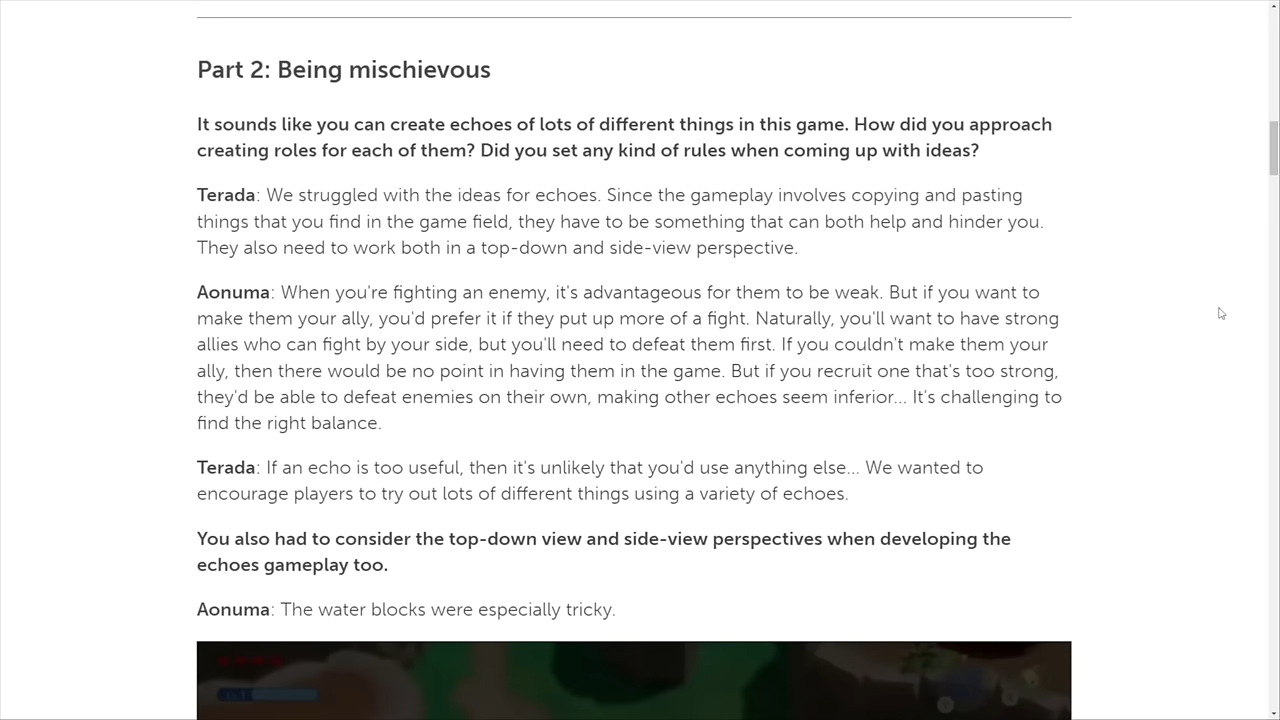 Part 2: Being mischievous
It sounds like you can create echoes of lots of different things in this game. How did you approach
creating roles for each of them? Did you set any kind of rules when coming up with ideas?
Terada: We struggled with the ideas for echoes. Since the gameplay involves copying and pasting
things that you find in the game field, they have to be something that can both help and hinder you.
They also need to work both in a top-down and side-view perspective.
Aonuma: When you're fighting an enemy, it's advantageous for them to be weak. But if you want to
make them your ally, you'd prefer it if they put up more of a fight. Naturally, you'll want to have strong
allies who can fight by your side, but you'll need to defeat them first. If you couldn't make them your
ally, then there would be no point in having them in the game. But if you recruit one that's too strong,
they'd be able to defeat enemies on their own, making other echoes seem inferior... It's challenging to
find the right balance.
Terada: If an echo is too useful, then it's unlikely that you'd use anything else... We wanted to
encourage players to try out lots of different things using a variety of echoes.
You also had to consider the top-down view and side-view perspectives when developing the
echoes gameplay too.
Aonuma: The water blocks were especially tricky.